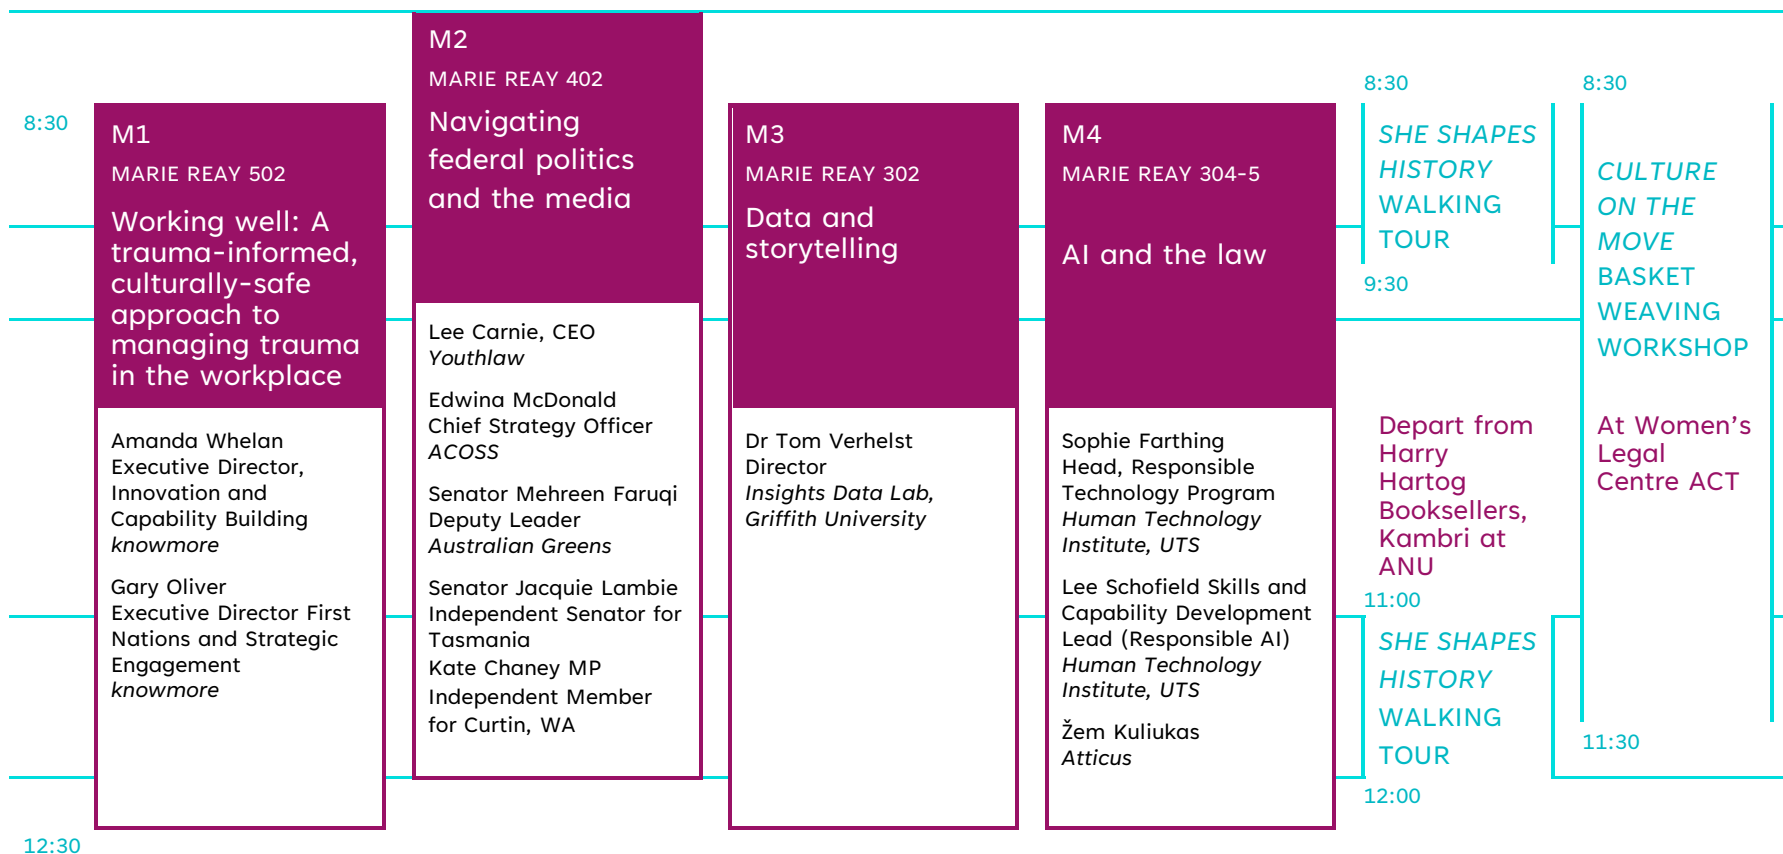 8:30
M1
MARIE REAY 502
Working well: A
trauma-informed,
culturally-safe
approach to
managing trauma
in the workplace
Amanda Whelan
Executive Director,
Innovation and
Capability Building
knowmore
Gary Oliver
Executive Director First
Nations and Strategic
Engagement
knowmore
12:30
M2
MARIE REAY 402
Navigating
federal politics
and the media
Lee Carnie, CEO
Youthlaw
Edwina McDonald
Chief Strategy Officer
ACOSS
Senator Mehreen Faruqi
Deputy Leader
Australian Greens
Senator Jacquie Lambie
Independent Senator for
Tasmania
Kate Chaney MP
Independent Member
for Curtin, WA
M3
MARIE REAY 302
Data and
storytelling
Dr Tom Verhelst
Director
Insights Data Lab,
Griffith University
M4
MARIE REAY 304-5
AI and the law
Sophie Farthing
Head, Responsible
Technology Program
Human Technology
Institute, UTS
Lee Schofield Skills and
Capability Development
Lead (Responsible AI)
Human Technology
Institute, UTS
Žem Kuliukas
Atticus
8:30
SHE SHAPES
HISTORY
WALKING
TOUR
9:30
Depart from
Harry
Hartog
Booksellers,
Kambri at
ANU
11:00
SHE SHAPES
HISTORY
WALKING
TOUR
12:00
8:30
CULTURE
ON THE
MOVE
BASKET
WEAVING
WORKSHOP
At Women's
Legal
Centre ACT
11:30